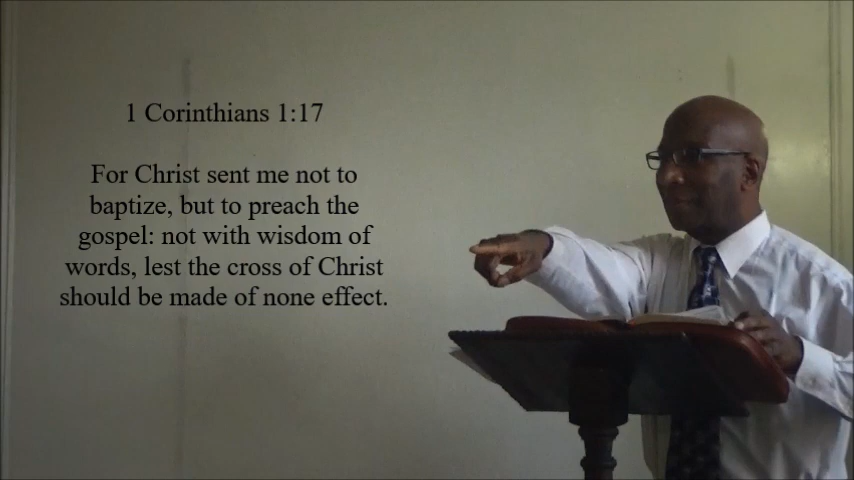 1 Corinthians 1:17
For Christ sent me not to
baptize, but to preach the
gospel: not with wisdom of
words, lest the cross of Christ
should be made of none effect.